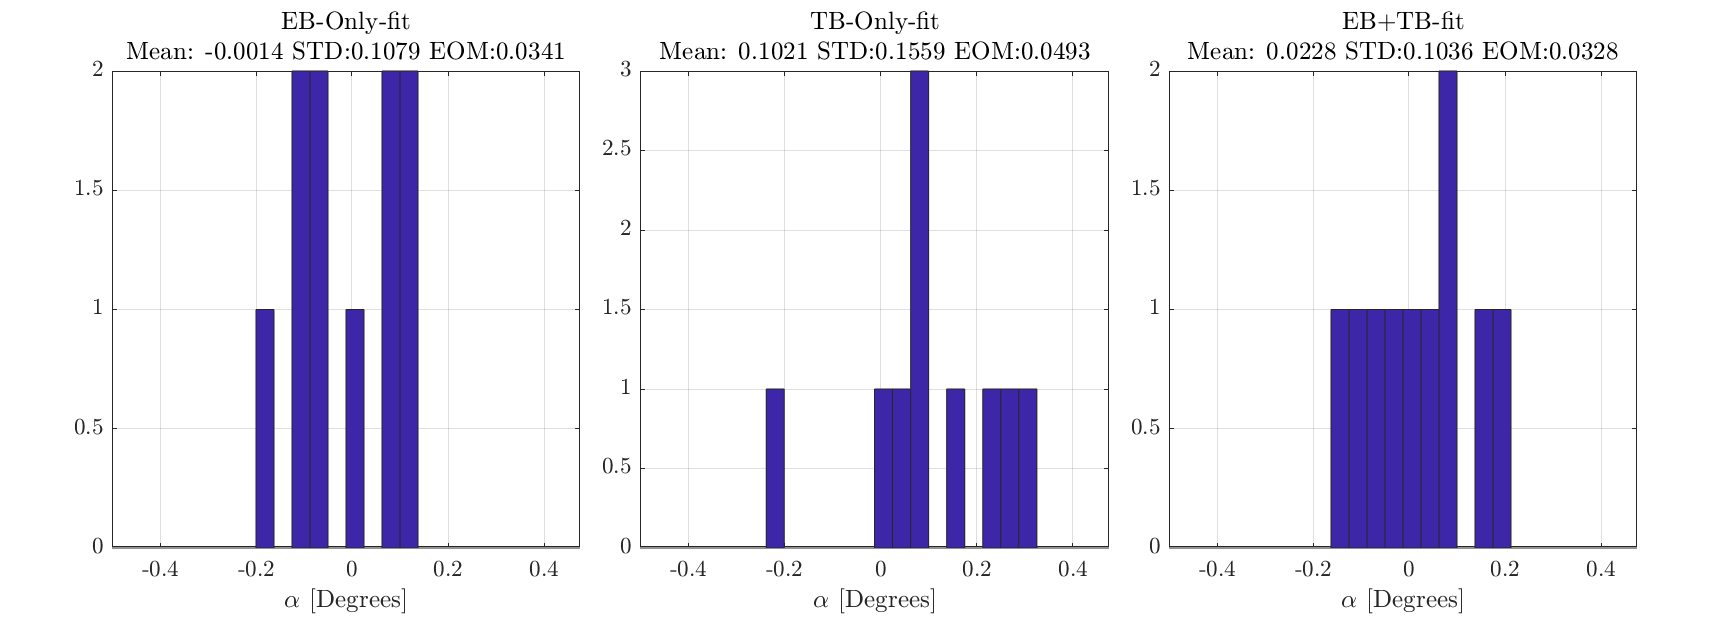 EB-Only-fit
Mean: -0.0014 STD:0.1079 EOM:0.0341
2
1.5
1
0.5
0
-0.4 -0.2 0 0.2 0.4
α [Degrees]
TB-Only-fit
Mean: 0.1021 STD:0.1559 EOM:0.0493
3
2.5
2
1.5
1
0.5
0
-0.4 -0.2 0 0.2 0.4
α [Degrees]
EB+TB-fit
Mean: 0.0228 STD:0.1036 EOM:0.0328
2
1.5
1
0.5
0
-0.4 -0.2 0 0.2 0.4
α [Degrees]